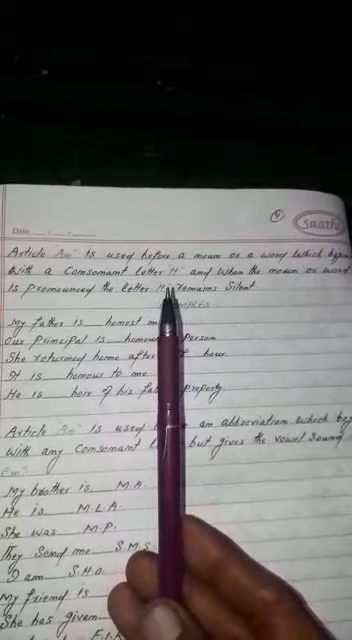 4
Saathi
Date
Article "An" is used before a noun or a word which begin
with a Consonant letter "H" and when the noun or word
is pronounced the letter H remains Silent
My father is honest
Our Principal is Person
She returned home after hour.
It is honour to me.
He is heir of his property.
Article "An" is used an abbreviation which beg
with any Consonant but gives the vowel Sound
My brother is M.A.
He is M.L.A.
She was M.P.
They Send me S.M.S
I am S.H.O.
My friend is
She has given